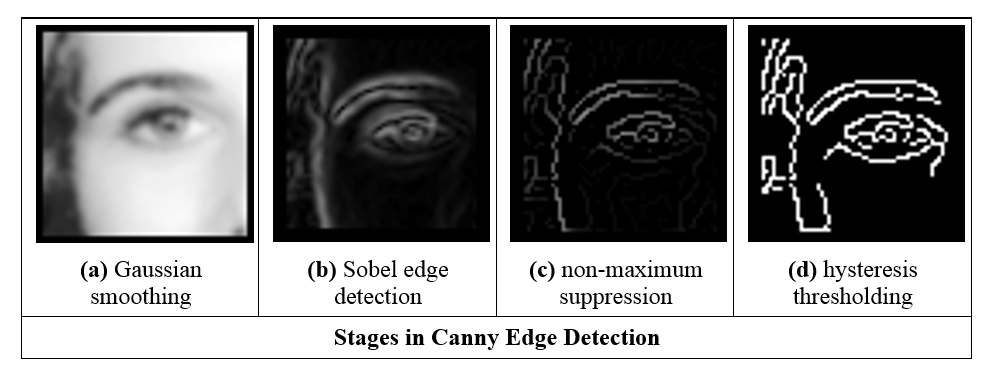 (a) Gaussian
smoothing
(b) Sobel edge
detection
(c) non-maximum
suppression
(d) hysteresis
thresholding
Stages in Canny Edge Detection